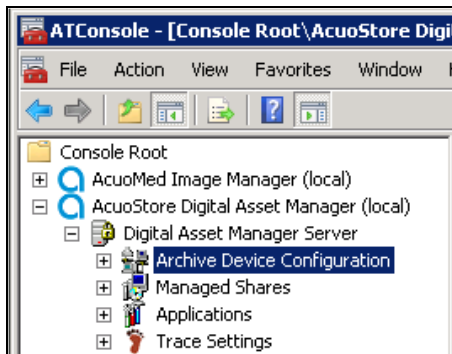 ATConsole - [Console Root\AcuoStore Digi
File Action View Favorites Window
Console Root
AcuoMed Image Manager (local)
AcuoStore Digital Asset Manager (local)
Digital Asset Manager Server
Archive Device Configuration
Managed Shares
Applications
Trace Settings